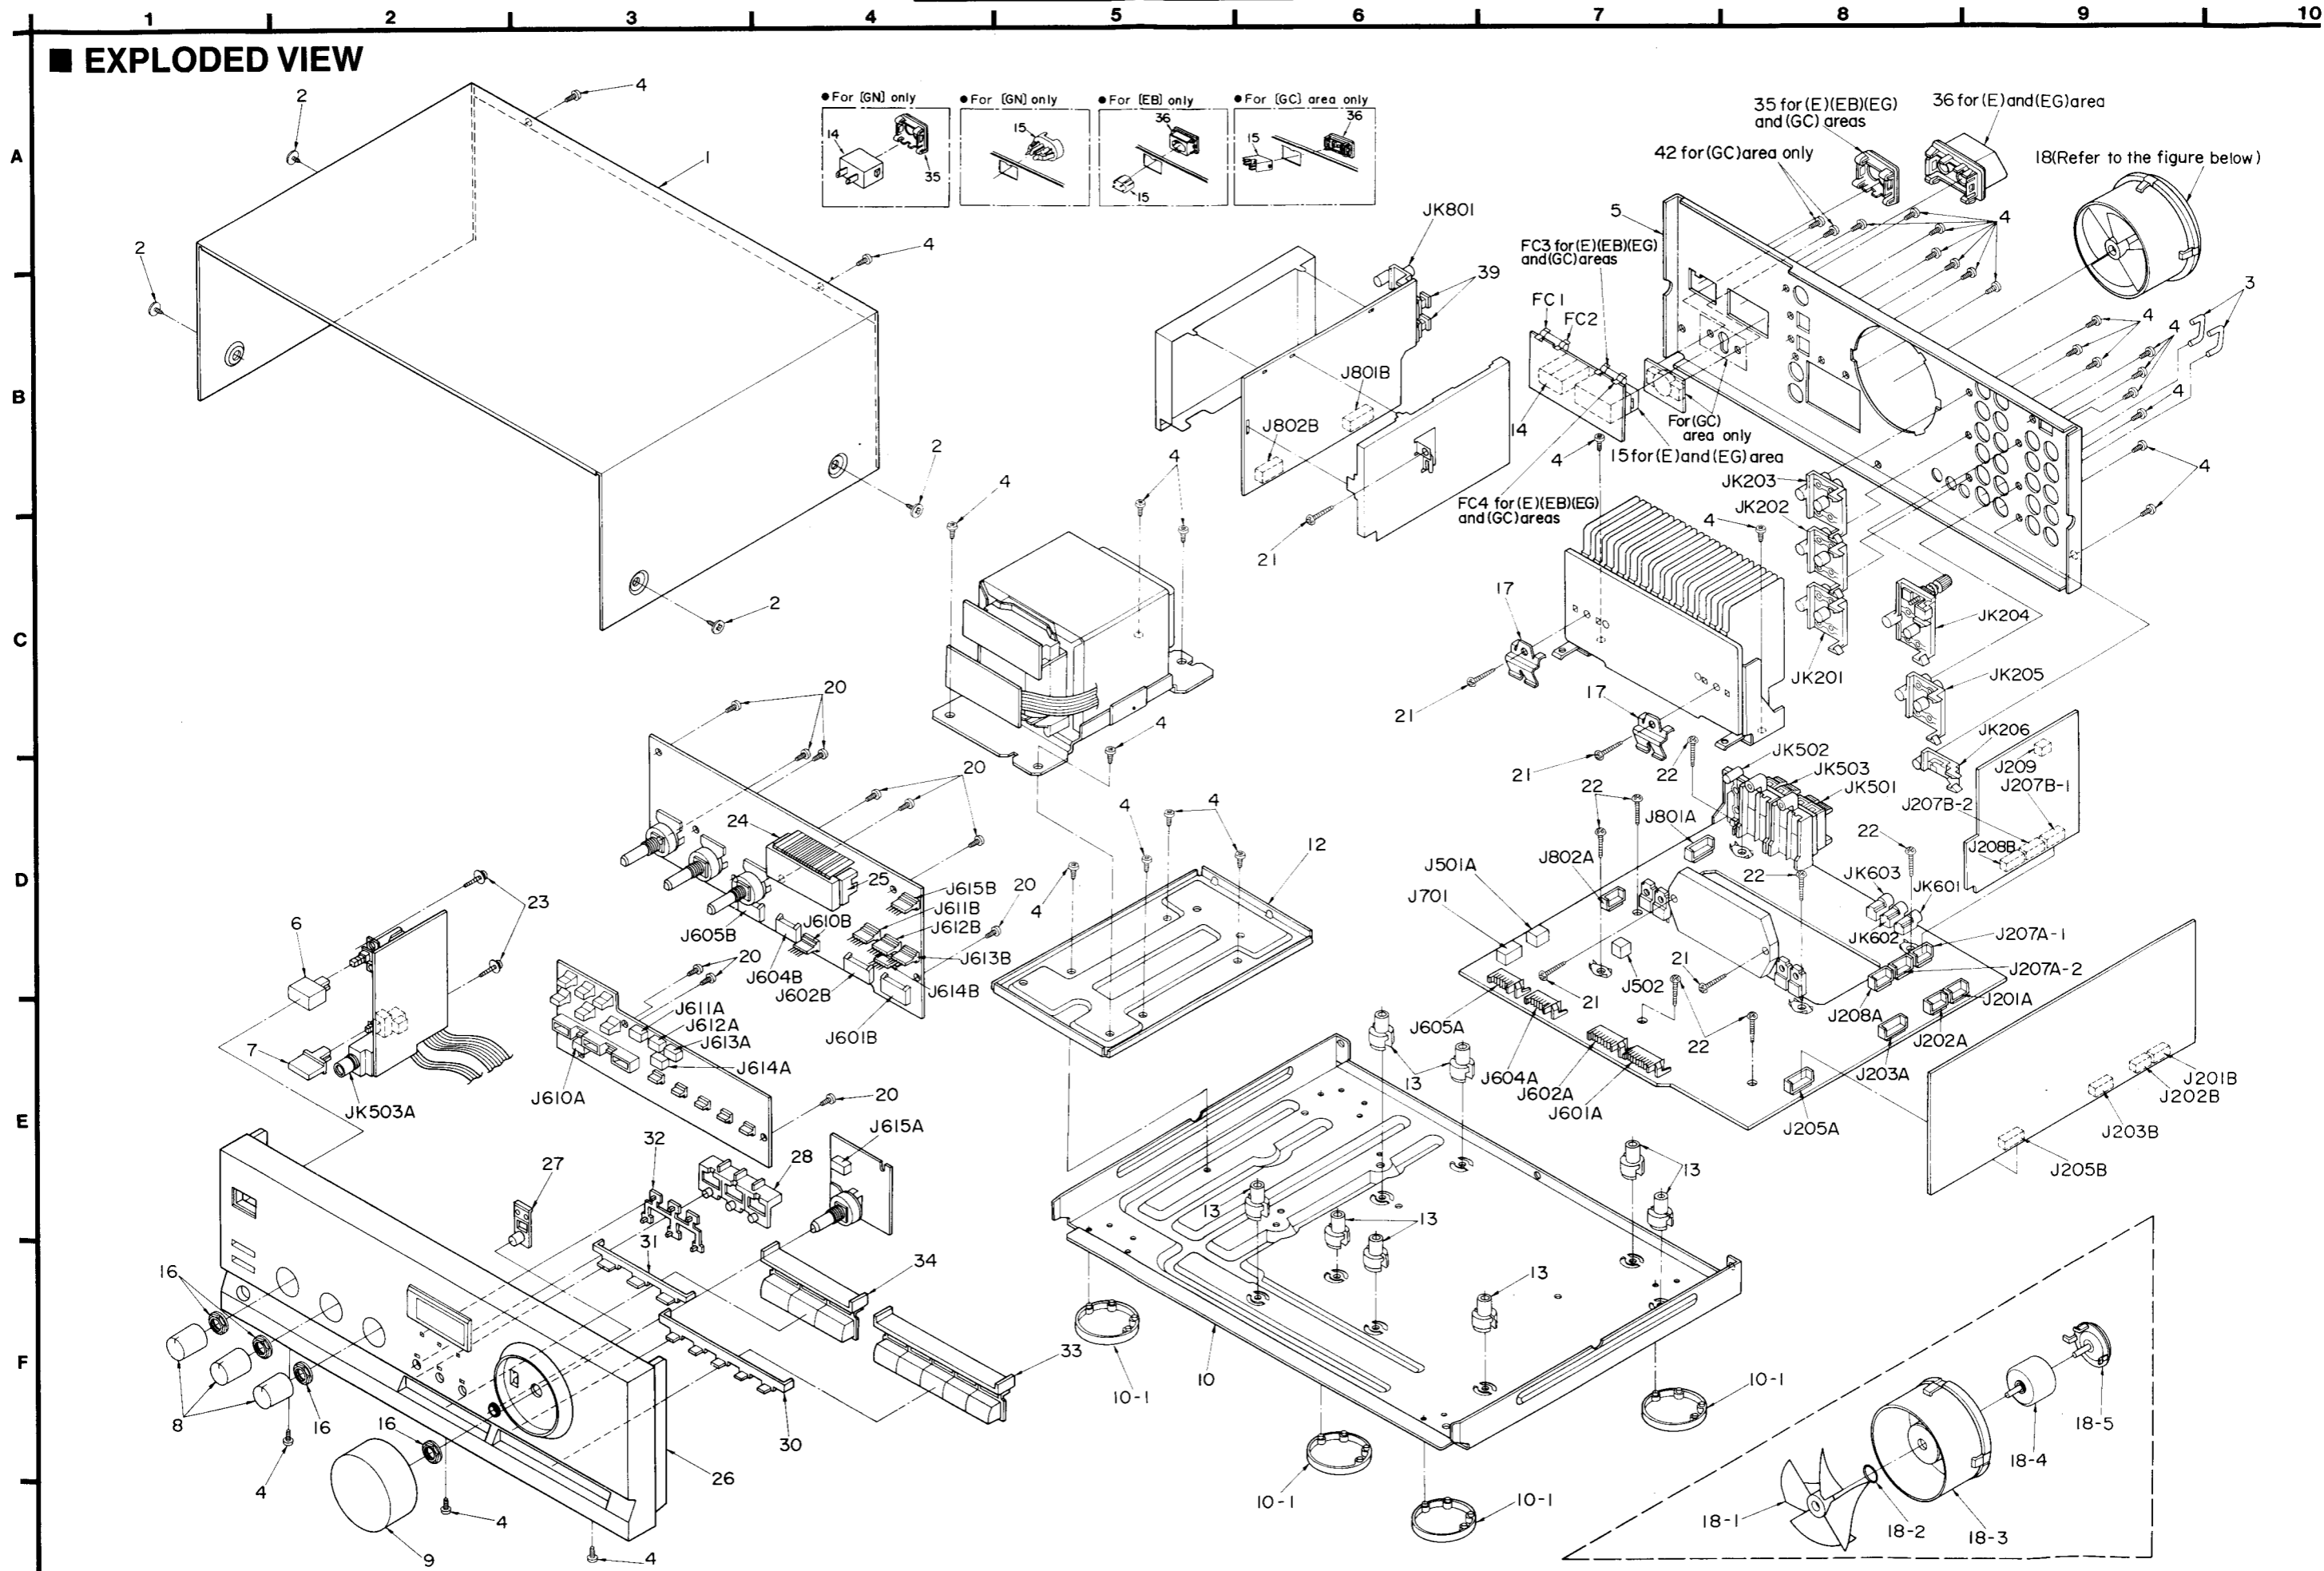 1 2 3 4 5 6 7 8 9 10
■ EXPLODED VIEW
A
B
C
D
E
F
2
4
1
2
4
2
2
2
●For [GN] only
14
35
●For [GN] only
15
●For [EB] only
36
15
●For [GC] area only
15
36
35 for (E)(EB)(EG)
and (GC) areas
36 for (E) and (EG) area
42 for (GC) area only
18 (Refer to the figure below)
5
4
JK801
39
FC3 for (E)(EB)(EG)
and (GC) areas
FC1
FC2
3
4
4
4
4
J801B
J802B
14
For (GC)
area only
15 for (E) and (EG) area
4
FC4 for (E)(EB)(EG)
and (GC) areas
21
4
4
4
JK203
JK202
JK201
JK204
JK205
JK206
17
21
17
21
4
20
20
24
25
J615B
J611B
J612B
J613B
J614B
J610B
J605B
J604B
J602B
J601B
20
20
4
4
4
4
12
22
22
JK502
JK503
JK501
J801A
J802A
J501A
J701
22
22
JK603
JK601
JK602
J207A-1
J207A-2
J208A
J201A
J202A
J203A
J205A
J209
J207B-1
J207B-2
J208B
21
J502
21
22
J605A
J604A
J602A
J601A
J201B
J202B
J203B
J205B
23
6
7
JK503A
J611A
J612A
J613A
J614A
J610A
20
J615A
32
28
27
31
34
33
30
26
16
8
16
16
4
4
4
9
13
13
13
13
13
10
10-1
10-1
10-1
10-1
18-1
18-2
18-3
18-4
18-5